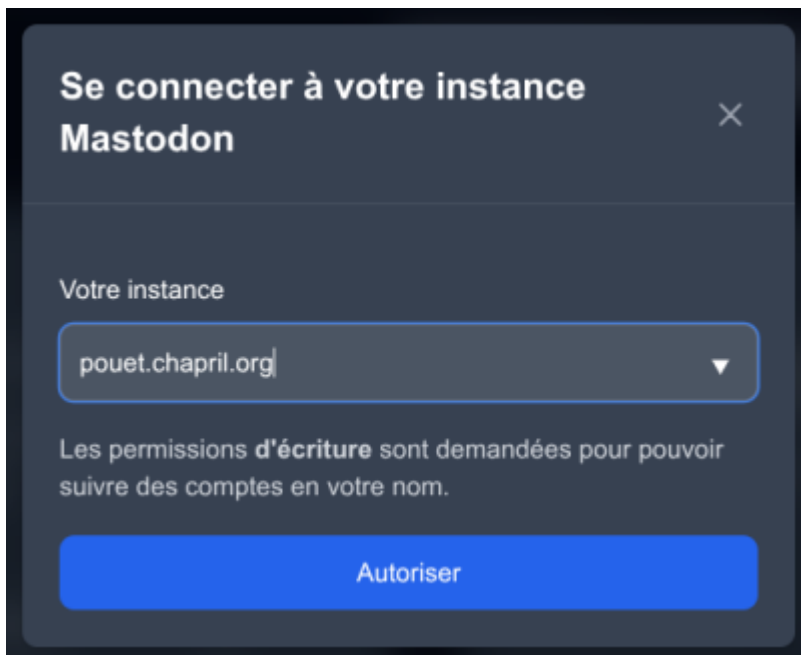 Se connecter à votre instance
Mastodon
Votre instance
pouet.chapril.org
Les permissions d'écriture sont demandées pour pouvoir
suivre des comptes en votre nom.
Autoriser